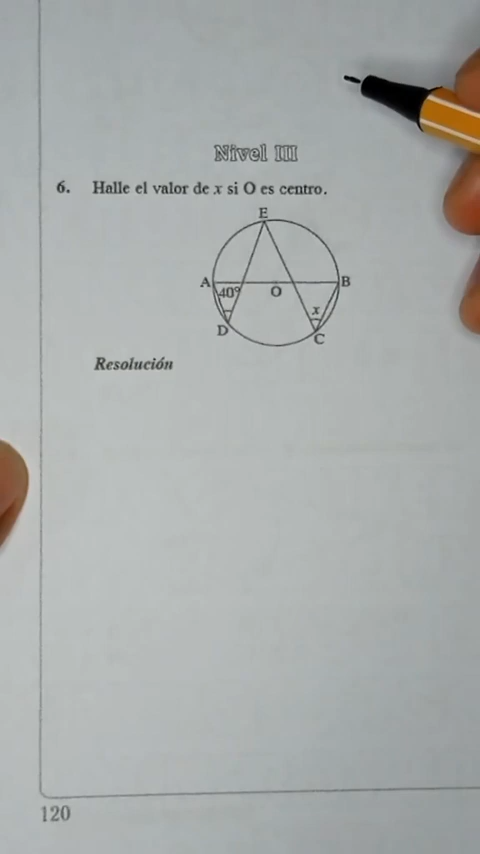 Nivel III
6. Halle el valor de x si O es centro.
E
A
40°
O
B
x
D
C
Resolución
120